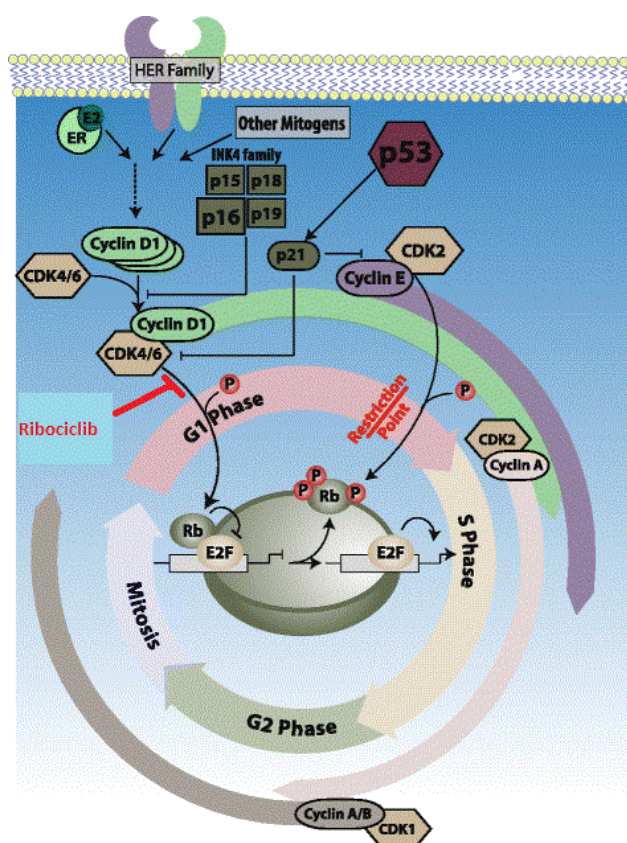 HER Family
E2
ER
Other Mitogens
p53
INK4 family
p15
p18
p16
p19
p21
Cyclin D1
CDK4/6
CDK2
Cyclin E
Cyclin D1
CDK4/6
Ribociclib
P
G1 Phase
Restriction
Point
P
CDK2
Cyclin A
P
P
Rb
P
Rb
E2F
E2F
S Phase
Mitosis
G2 Phase
Cyclin A/B
CDK1